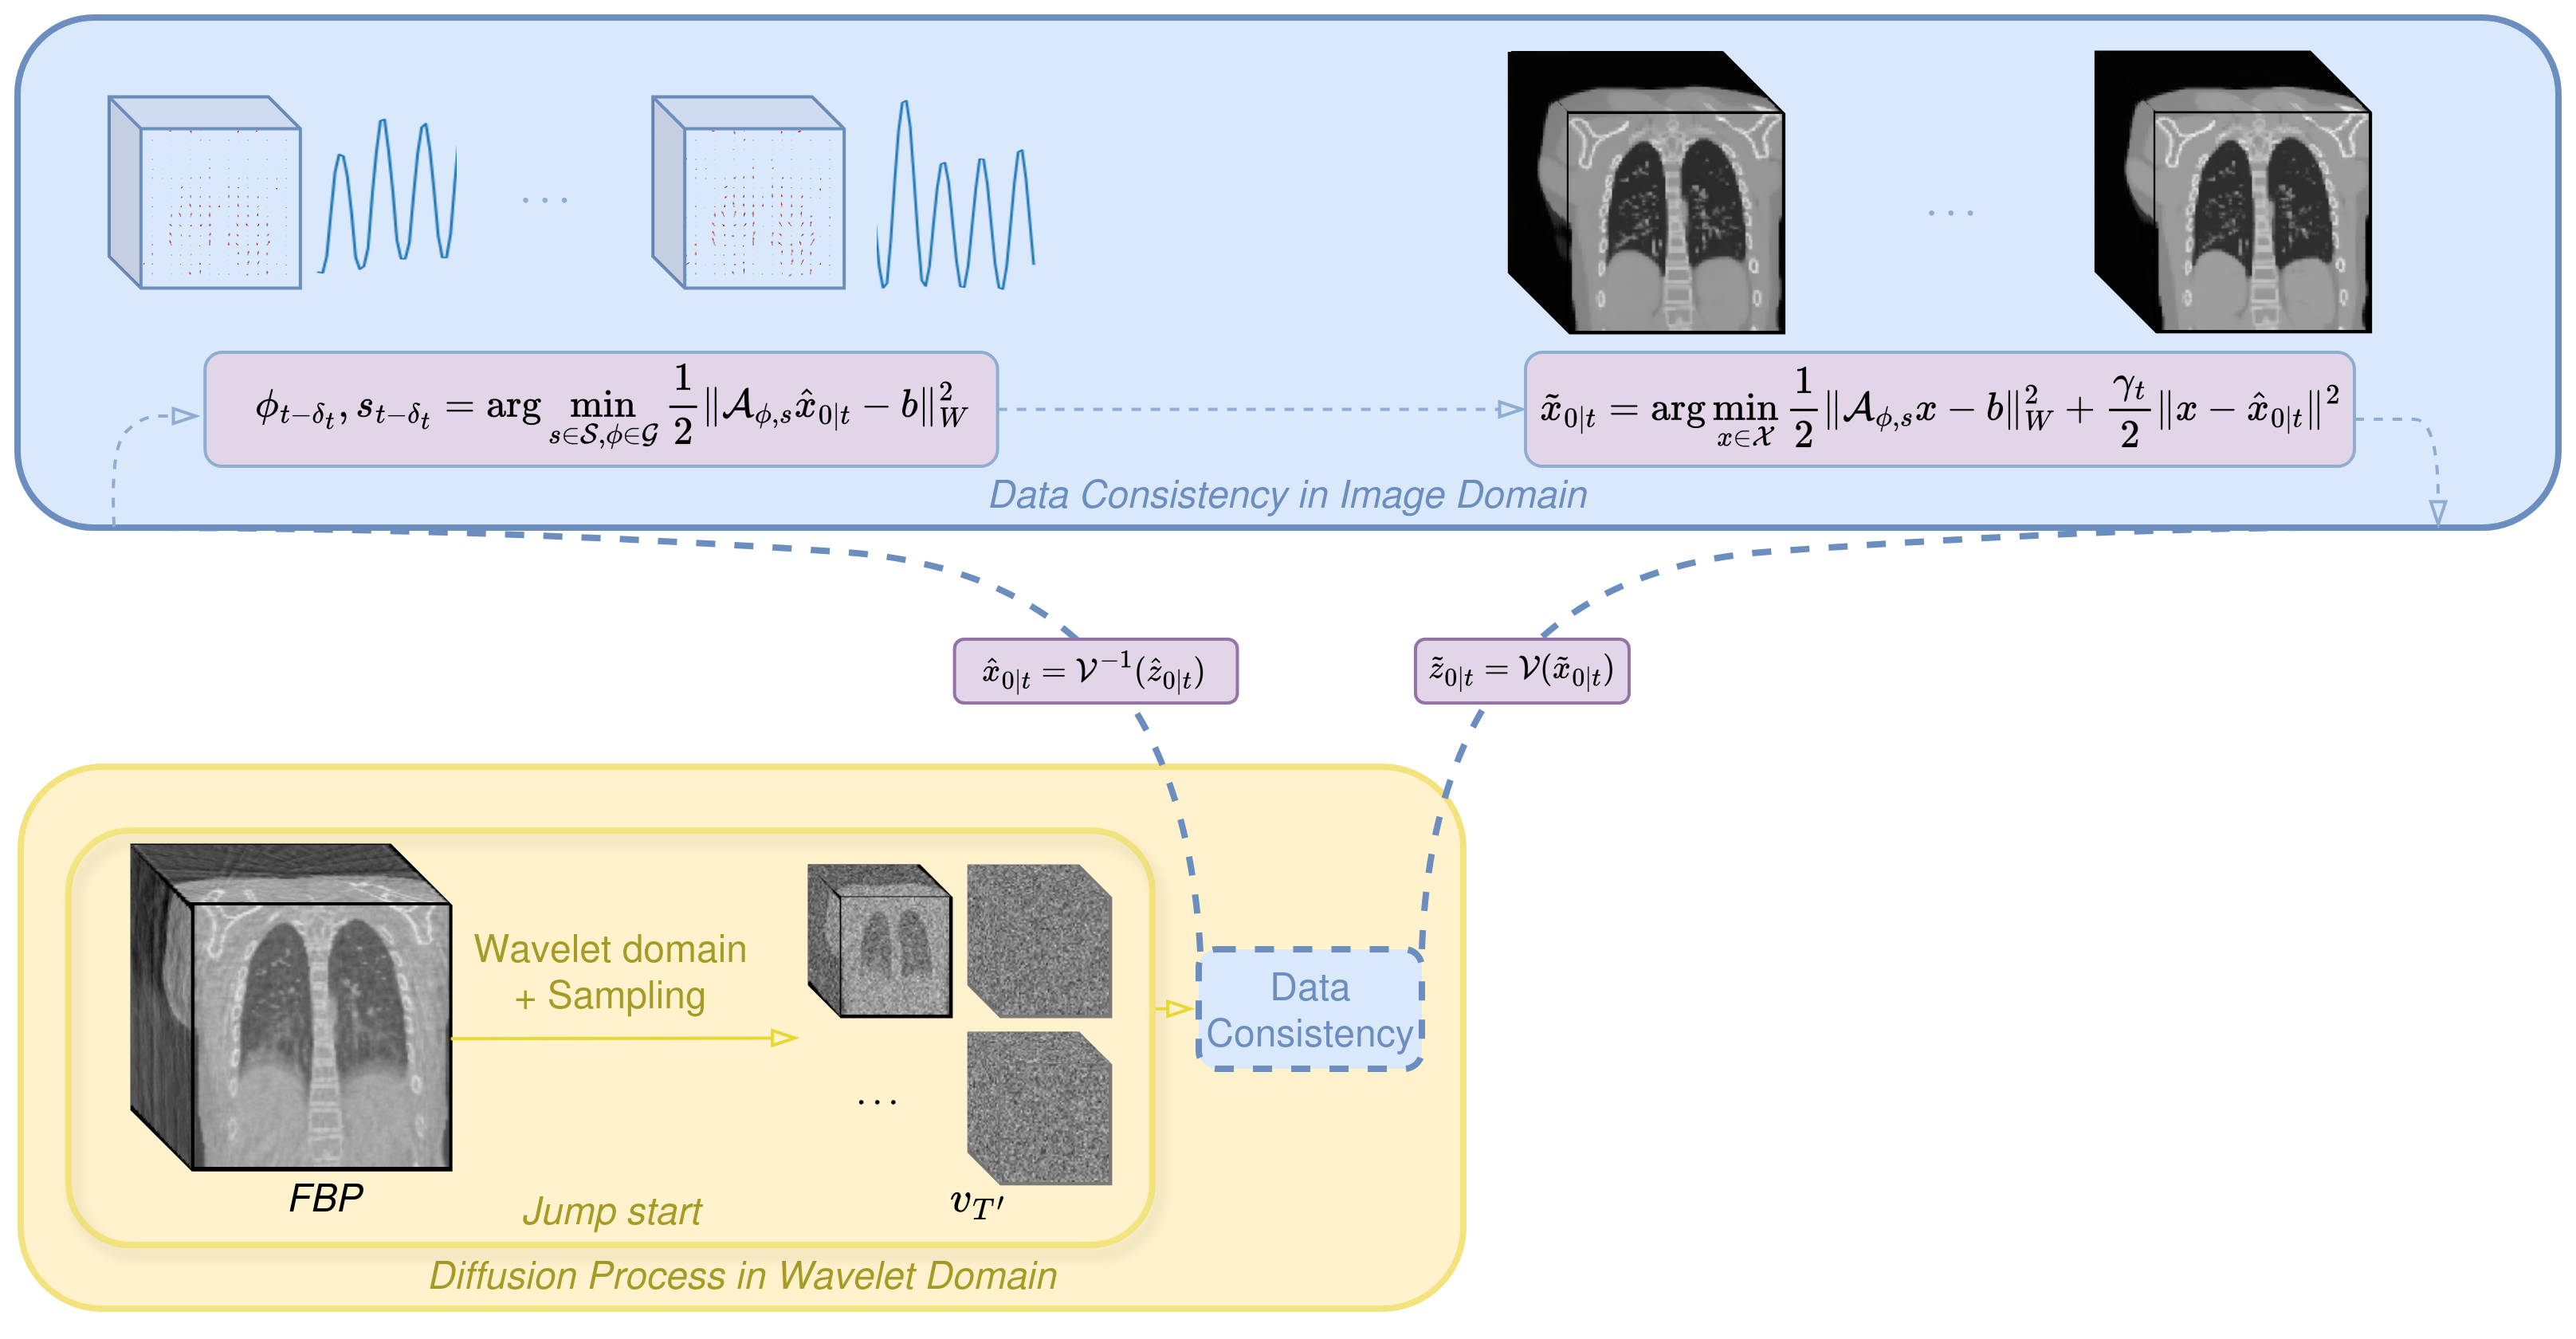 . . .
. . .
$\phi_{t-\delta_t}, s_{t-\delta_t} = \arg\min_{s\in\mathcal{S},\phi\in\mathcal{G}} \frac{1}{2}\|\mathcal{A}_{\phi,s}\hat{x}_{0|t} - b\|_W^2$
$\tilde{x}_{0|t} = \arg\min_{x\in\mathcal{X}} \frac{1}{2}\|\mathcal{A}_{\phi,s}x - b\|_W^2 + \frac{\gamma_t}{2}\|x - \hat{x}_{0|t}\|^2$
Data Consistency in Image Domain
$\hat{x}_{0|t} = \mathcal{V}^{-1}(\hat{z}_{0|t})$
$\tilde{z}_{0|t} = \mathcal{V}(\tilde{x}_{0|t})$
Wavelet domain
+ Sampling
. . .
FBP
$v_{T'}$
Jump start
Data
Consistency
Diffusion Process in Wavelet Domain